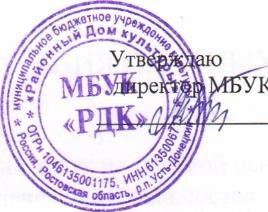 Утверждаю
директор МБУК
муниципальное бюджетное учреждение культуры
«Районный Дом культуры»
МБУК
«РДК»
ОГРН 1046135001175, ИНН 61350067
Россия, Ростовская область, р.п. Усть-Донецкий